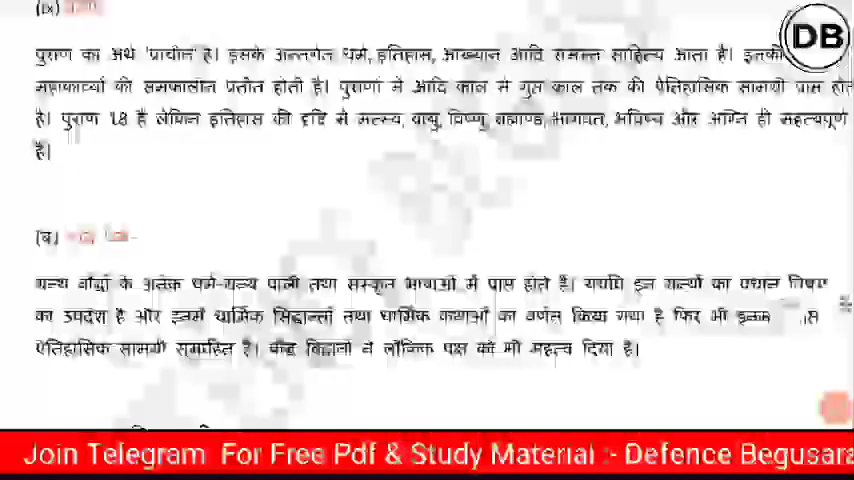 (ix)
DB
पुराण का अर्थ 'प्राचीन' है। इसके अन्तर्गत धर्म, इतिहास, आख्यान आदि समस्त साहित्य आता है। इनकी
महाकाव्यों की समकालीन प्रतीत होती है। पुराणों में आदि काल से गुप्त काल तक की ऐतिहासिक सामग्री प्राप्त होत
है। पुराण 18 हैं लेकिन इतिहास की दृष्टि से मत्स्य, वायु, विष्णु, ब्रह्माण्ड, भागवत, भविष्य और अग्नि ही महत्वपूर्ण
है।
(ब)
ग्रन्थ बौद्धों के अनेक धर्म-ग्रन्थ पाली तथा संस्कृत भाषाओं में प्राप्त होते हैं। यद्यपि इन ग्रन्थों का प्रधान विषय
का उपदेश है और इनमें धार्मिक सिद्धान्तों तथा धार्मिक कथाओं का वर्णन किया गया है फिर भी इनमें
ऐतिहासिक सामग्री संग्रहित है। बौद्ध विद्वानों ने लौकिक पक्ष को भी महत्व दिया है।
Join Telegram For Free Pdf & Study Material :- Defence Begusara